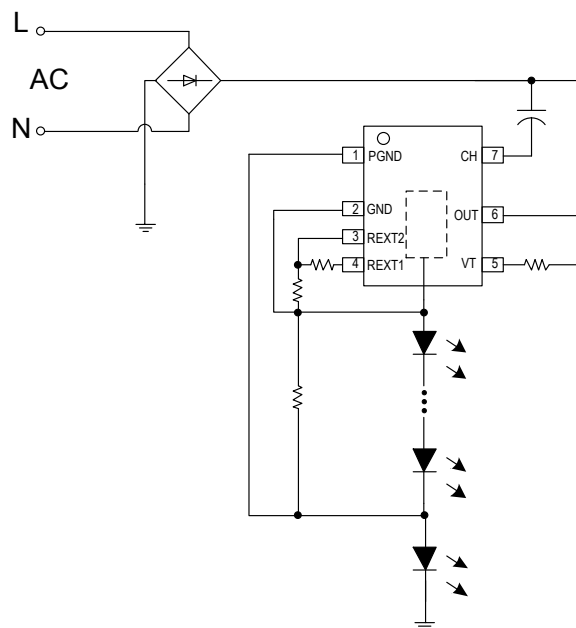 L
AC
N
1 PGND CH 7
2 GND OUT 6
3 REXT2
4 REXT1 VT 5